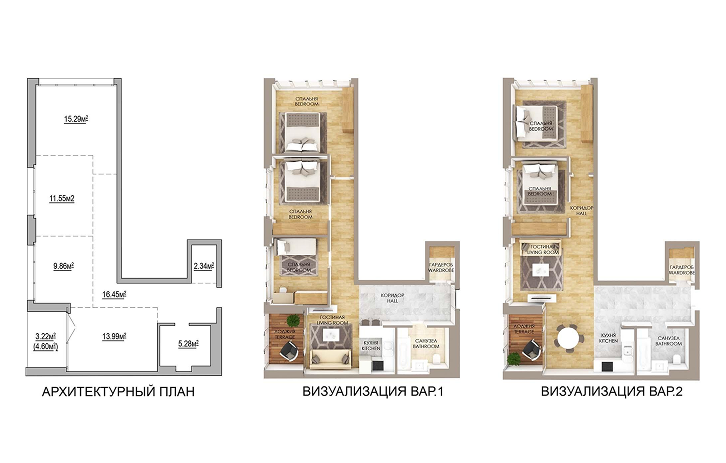 15.29м²
11.55м2
9.86м²
2.34м²
16.45м²
3.22м²
(4.60м²)
13.99м²
5.28м²
АРХИТЕКТУРНЫЙ ПЛАН
СПАЛЬНЯ
BEDROOM
СПАЛЬНЯ
BEDROOM
СПАЛЬНЯ
BEDROOM
ГАРДЕРОБ
WARDROBE
КОРИДОР
HALL
ЛОДЖИЯ
TERRACE
ГОСТИНАЯ
LIVING ROOM
КУХНЯ
KITCHEN
САНУЗЕЛ
BATHROOM
ВИЗУАЛИЗАЦИЯ ВАР.1
СПАЛЬНЯ
BEDROOM
СПАЛЬНЯ
BEDROOM
КОРИДОР
HALL
ГОСТИНАЯ
LIVING ROOM
ГАРДЕРОБ
WARDROBE
ЛОДЖИЯ
TERRACE
КУХНЯ
KITCHEN
САНУЗЕЛ
BATHROOM
ВИЗУАЛИЗАЦИЯ ВАР.2